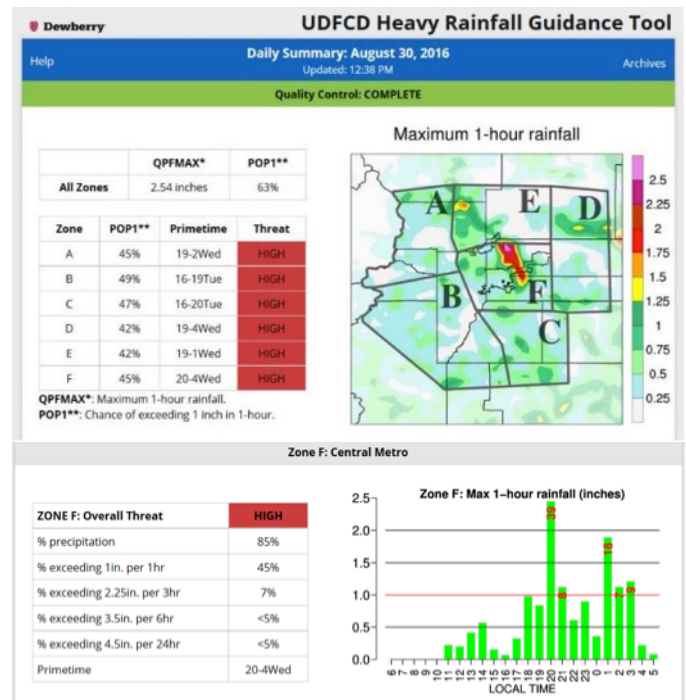 Dewberry
UDFCD Heavy Rainfall Guidance Tool
Help
Daily Summary: August 30, 2016
Updated: 12:38 PM
Archives
Quality Control: COMPLETE
QPFMAX* POP1**
All Zones 2.54 inches 63%
Zone POP1** Primetime Threat
A 45% 19-2Wed HIGH
B 49% 16-19Tue HIGH
C 47% 16-20Tue HIGH
D 42% 19-4Wed HIGH
E 42% 19-1Wed HIGH
F 45% 20-4Wed HIGH
QPFMAX*: Maximum 1-hour rainfall.
POP1**: Chance of exceeding 1 inch in 1-hour.
Maximum 1-hour rainfall
A E D
B F
C
2.5
2.25
2
1.75
1.5
1.25
1
0.75
0.5
0.25
Zone F: Central Metro
ZONE F: Overall Threat HIGH
% precipitation 85%
% exceeding 1in. per 1hr 45%
% exceeding 2.25in. per 3hr 7%
% exceeding 3.5in. per 6hr <5%
% exceeding 4.5in. per 24hr <5%
Primetime 20-4Wed
Zone F: Max 1-hour rainfall (inches)
2.5
2.0
1.5
1.0
0.5
0.0
39 8 18 7 9
6 7 8 9 10 11 12 13 14 15 16 17 18 19 20 21 22 23 0 1 2 3 4 5
LOCAL TIME